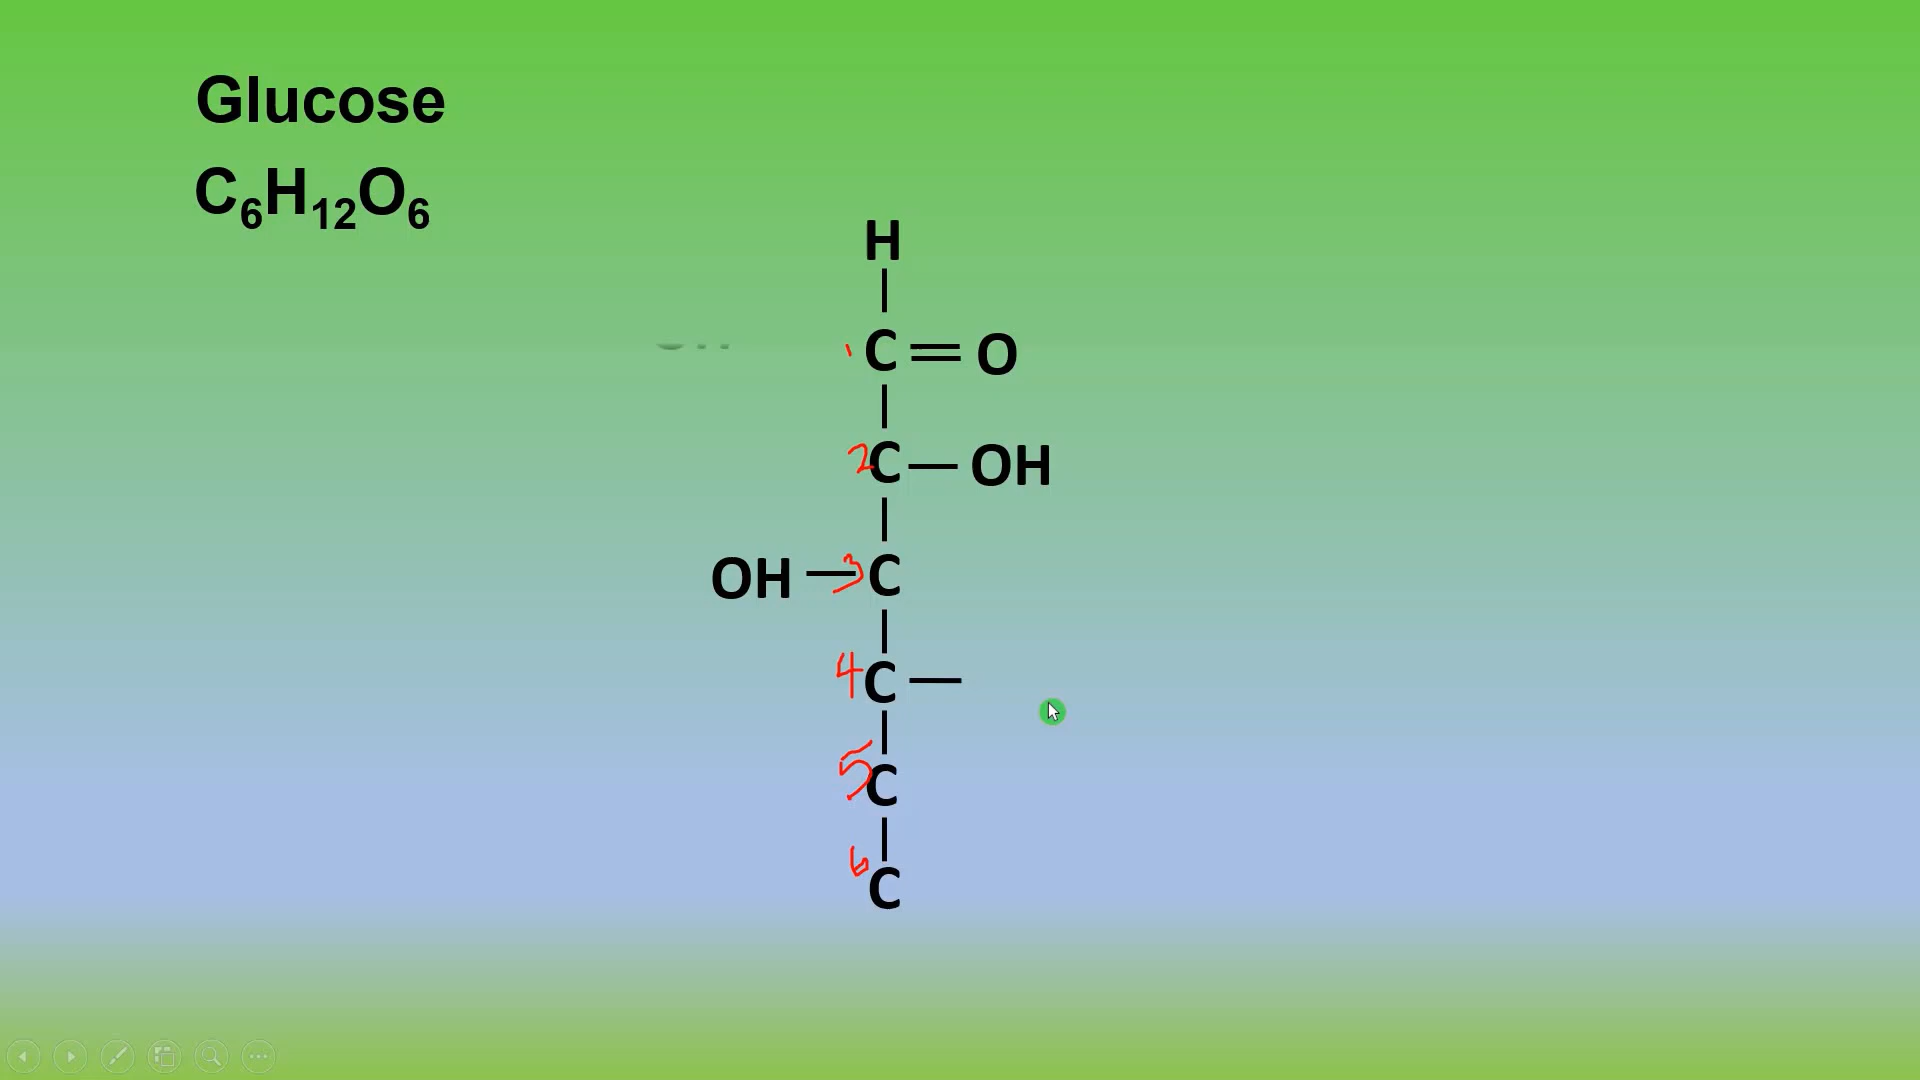 Glucose
C₆H₁₂O₆
H
1 C = O
2 C — OH
OH — 3 C
4 C —
5 C
6 C